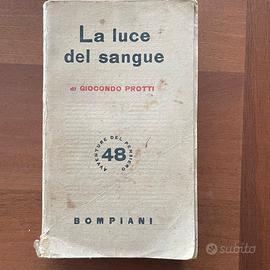 La luce
del sangue
di GIOCONDO PROTTI
AVVENTURE DEL PENSIERO
48
BOMPIANI
subito